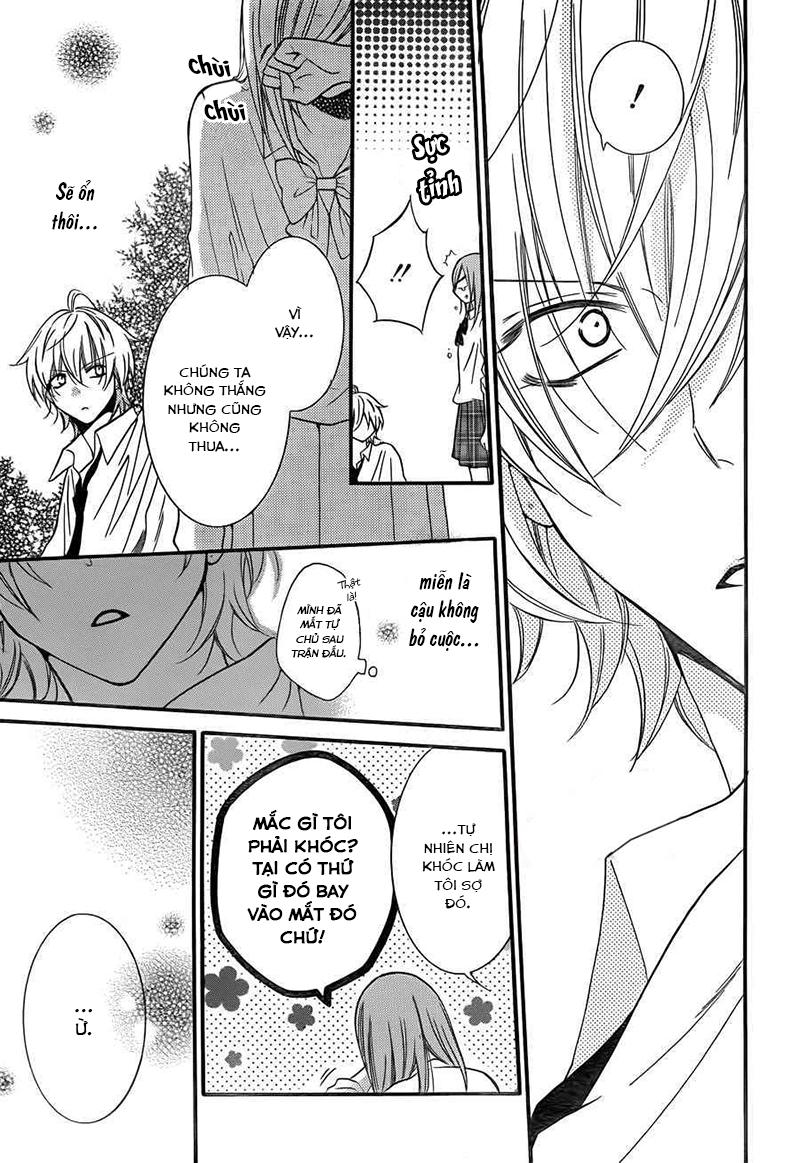 !
Sực
tỉnh
!!
chùi
chùi
Vì
vậy...
Chúng ta
không thắng
nhưng cũng
không
thua...
Sẽ ổn
thôi...
miễn là
cậu không
bỏ cuộc...
Thật
là!
Mình đã
mất tự
chủ sau
trận đấu.
...Tự
nhiên chị
khóc làm
tôi sợ
đó.
MẮC GÌ TÔI
PHẢI KHÓC?
TẠI CÓ THỨ
GÌ ĐÓ BAY
VÀO MẮT ĐÓ
CHỨ!
...
Ừ.